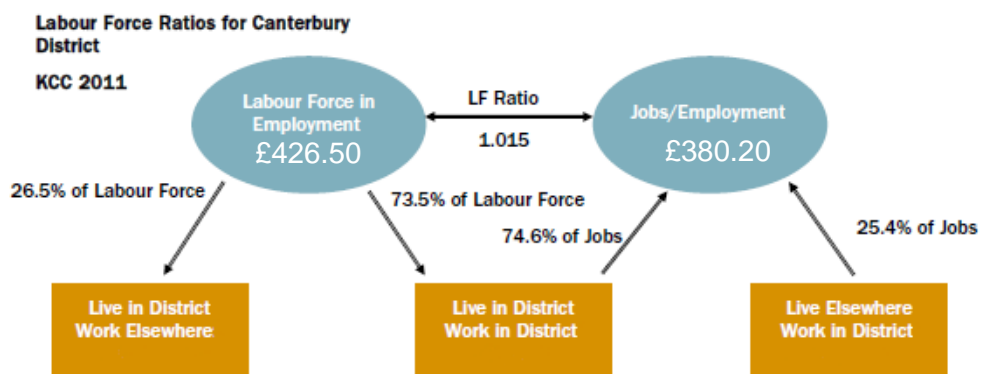 Labour Force Ratios for Canterbury
District
KCC 2011
Labour Force in
Employment
£426.50
LF Ratio
1.015
Jobs/Employment
£380.20
26.5% of Labour Force
73.5% of Labour Force
74.6% of Jobs
25.4% of Jobs
Live in District
Work Elsewhere
Live in District
Work in District
Live Elsewhere
Work in District